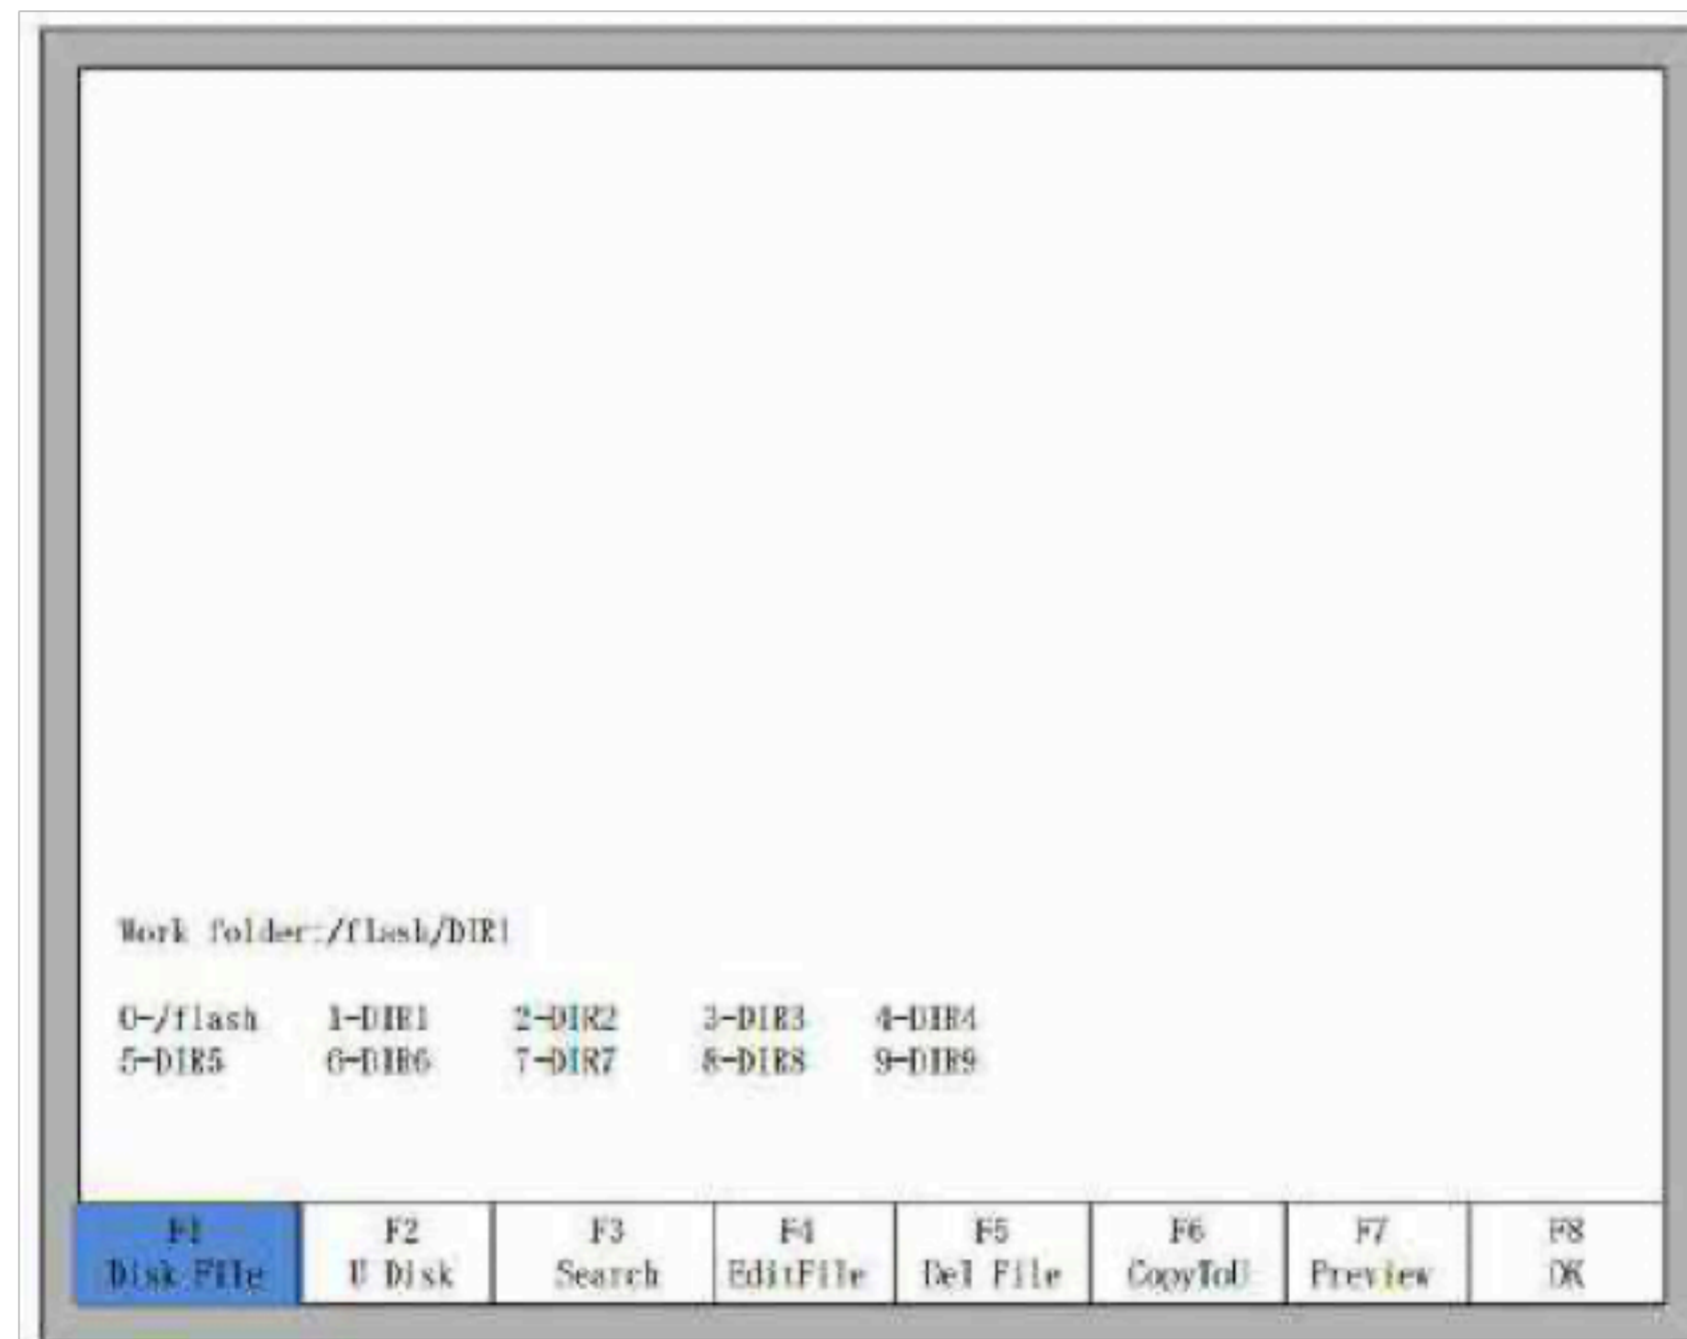 Work folder:/flash/DIR1
0-/flash 1-DIR1 2-DIR2 3-DIR3 4-DIR4
5-DIR5 6-DIR6 7-DIR7 8-DIR8 9-DIR9
F1 F2 F3 F4 F5 F6 F7 F8
Disk File U Disk Search EditFile Del File CopyToU Preview OK